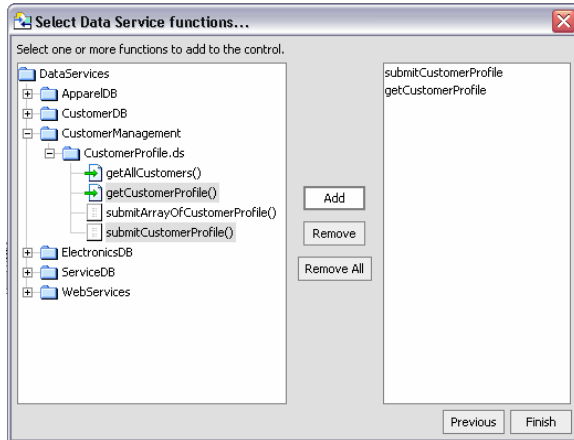 Select Data Service functions...
Select one or more functions to add to the control.
DataServices
ApparelDB
CustomerDB
CustomerManagement
CustomerProfile.ds
getAllCustomers()
getCustomerProfile()
submitArrayOfCustomerProfile()
submitCustomerProfile()
ElectronicsDB
ServiceDB
WebServices
Add
Remove
Remove All
submitCustomerProfile
getCustomerProfile
Previous
Finish